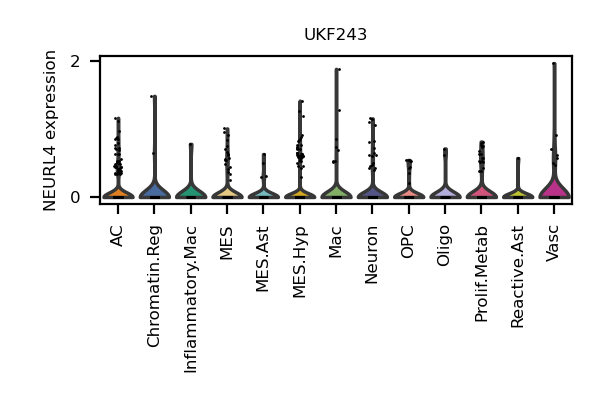 UKF243
NEURL4 expression
2
0
AC
Chromatin.Reg
Inflammatory.Mac
MES
MES.Ast
MES.Hyp
Mac
Neuron
OPC
Oligo
Prolif.Metab
Reactive.Ast
Vasc